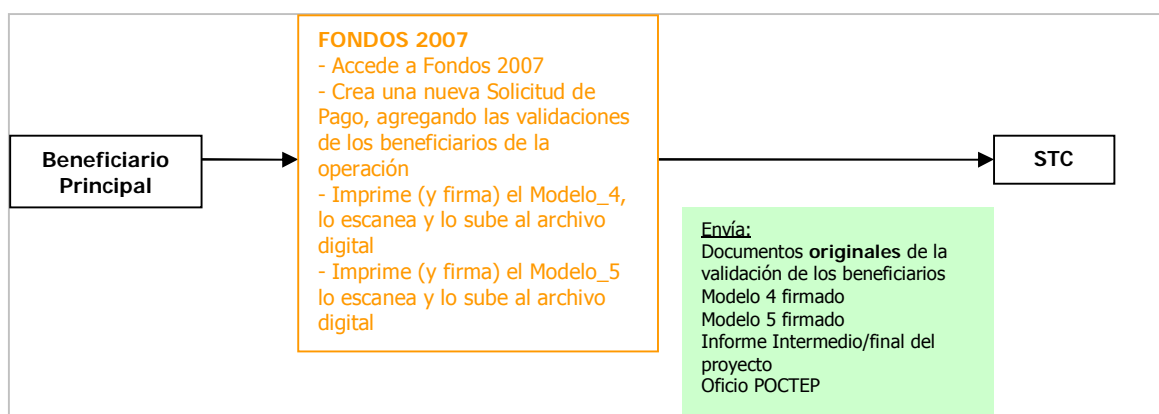 Beneficiario
Principal
FONDOS 2007
- Accede a Fondos 2007
- Crea una nueva Solicitud de
Pago, agregando las validaciones
de los beneficiarios de la
operación
- Imprime (y firma) el Modelo_4,
lo escanea y lo sube al archivo
digital
- Imprime (y firma) el Modelo_5
lo escanea y lo sube al archivo
digital
STC
Envía:
Documentos originales de la
validación de los beneficiarios
Modelo 4 firmado
Modelo 5 firmado
Informe Intermedio/final del
proyecto
Oficio POCTEP